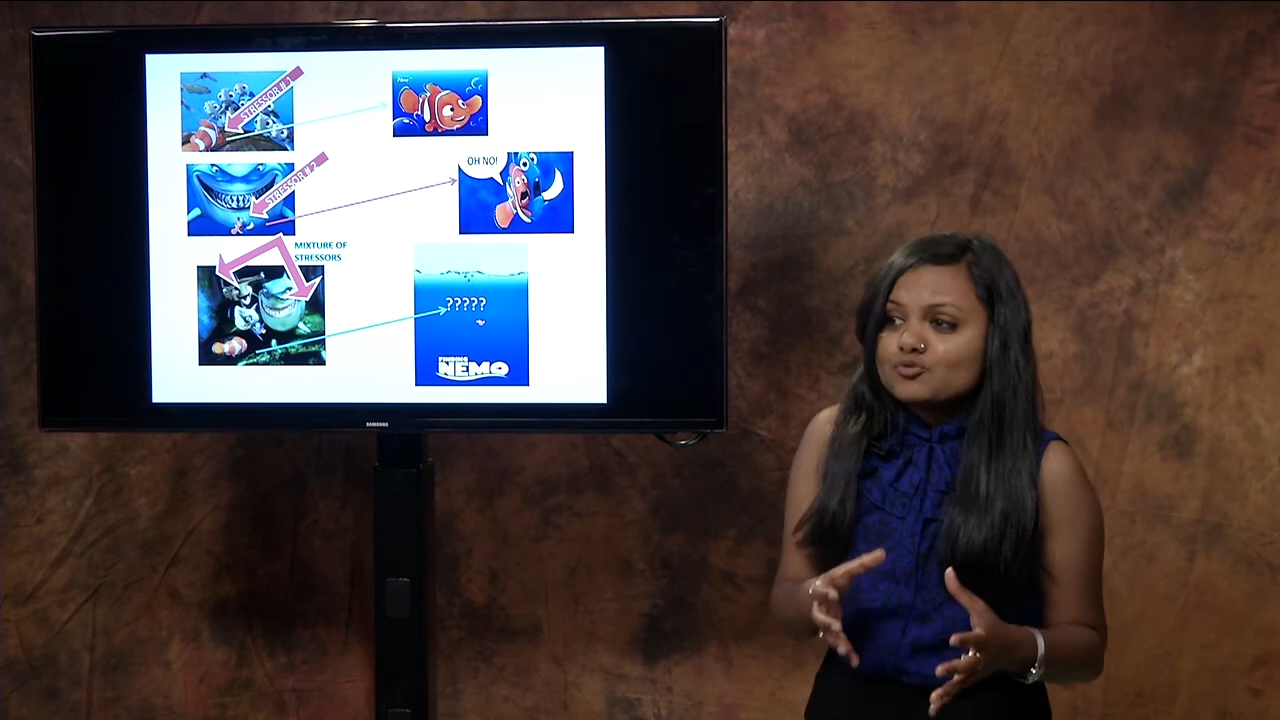 STRESSOR # 1
OH NO!
STRESSOR # 2
MIXTURE OF
STRESSORS
?????
FINDING
NEMO
SAMSUNG